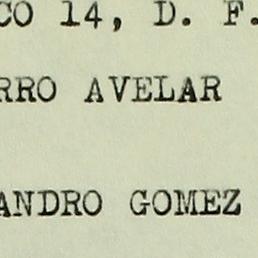 CO 14, D. F.
RRO AVELAR
ANDRO GOMEZ